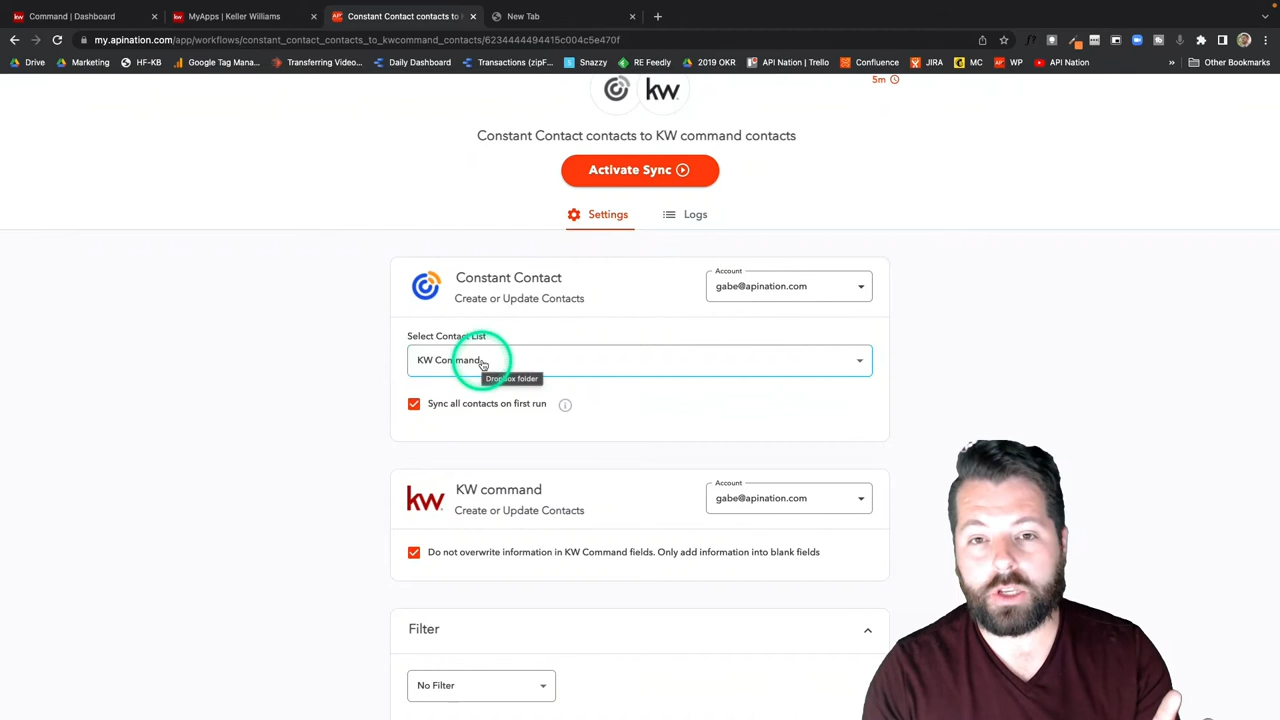 Command | Dashboard
MyApps | Keller Williams
Constant Contact contacts to
New Tab
my.apination.com/app/workflows/constant_contact_contacts_to_kwcommand_contacts/6234444494415c004c5e470f
Drive
Marketing
HF-KB
Google Tag Mana...
Transferring Video...
Daily Dashboard
Transactions (zipF...
Snazzy
RE Feedly
2019 OKR
API Nation | Trello
Confluence
JIRA
MC
WP
API Nation
»
Other Bookmarks
kw
5m
Constant Contact contacts to KW command contacts
Activate Sync
Settings
Logs
Constant Contact
Create or Update Contacts
Account
gabe@apination.com
Select Contact List
KW Command
Dropbox folder
Sync all contacts on first run
kw
KW command
Create or Update Contacts
Account
gabe@apination.com
Do not overwrite information in KW Command fields. Only add information into blank fields
Filter
No Filter